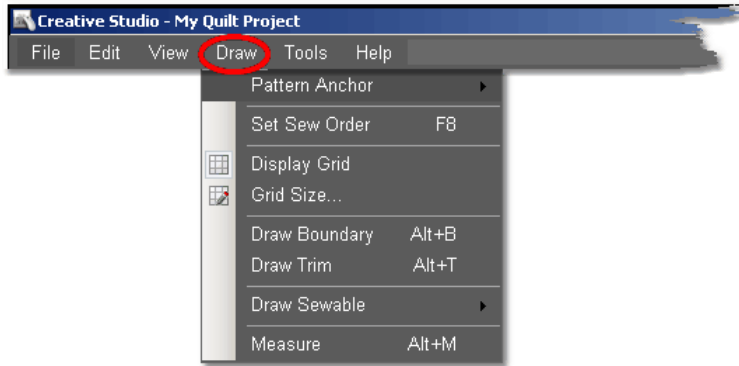 Creative Studio - My Quilt Project
File Edit View Draw Tools Help
Pattern Anchor
Set Sew Order F8
Display Grid
Grid Size...
Draw Boundary Alt+B
Draw Trim Alt+T
Draw Sewable
Measure Alt+M